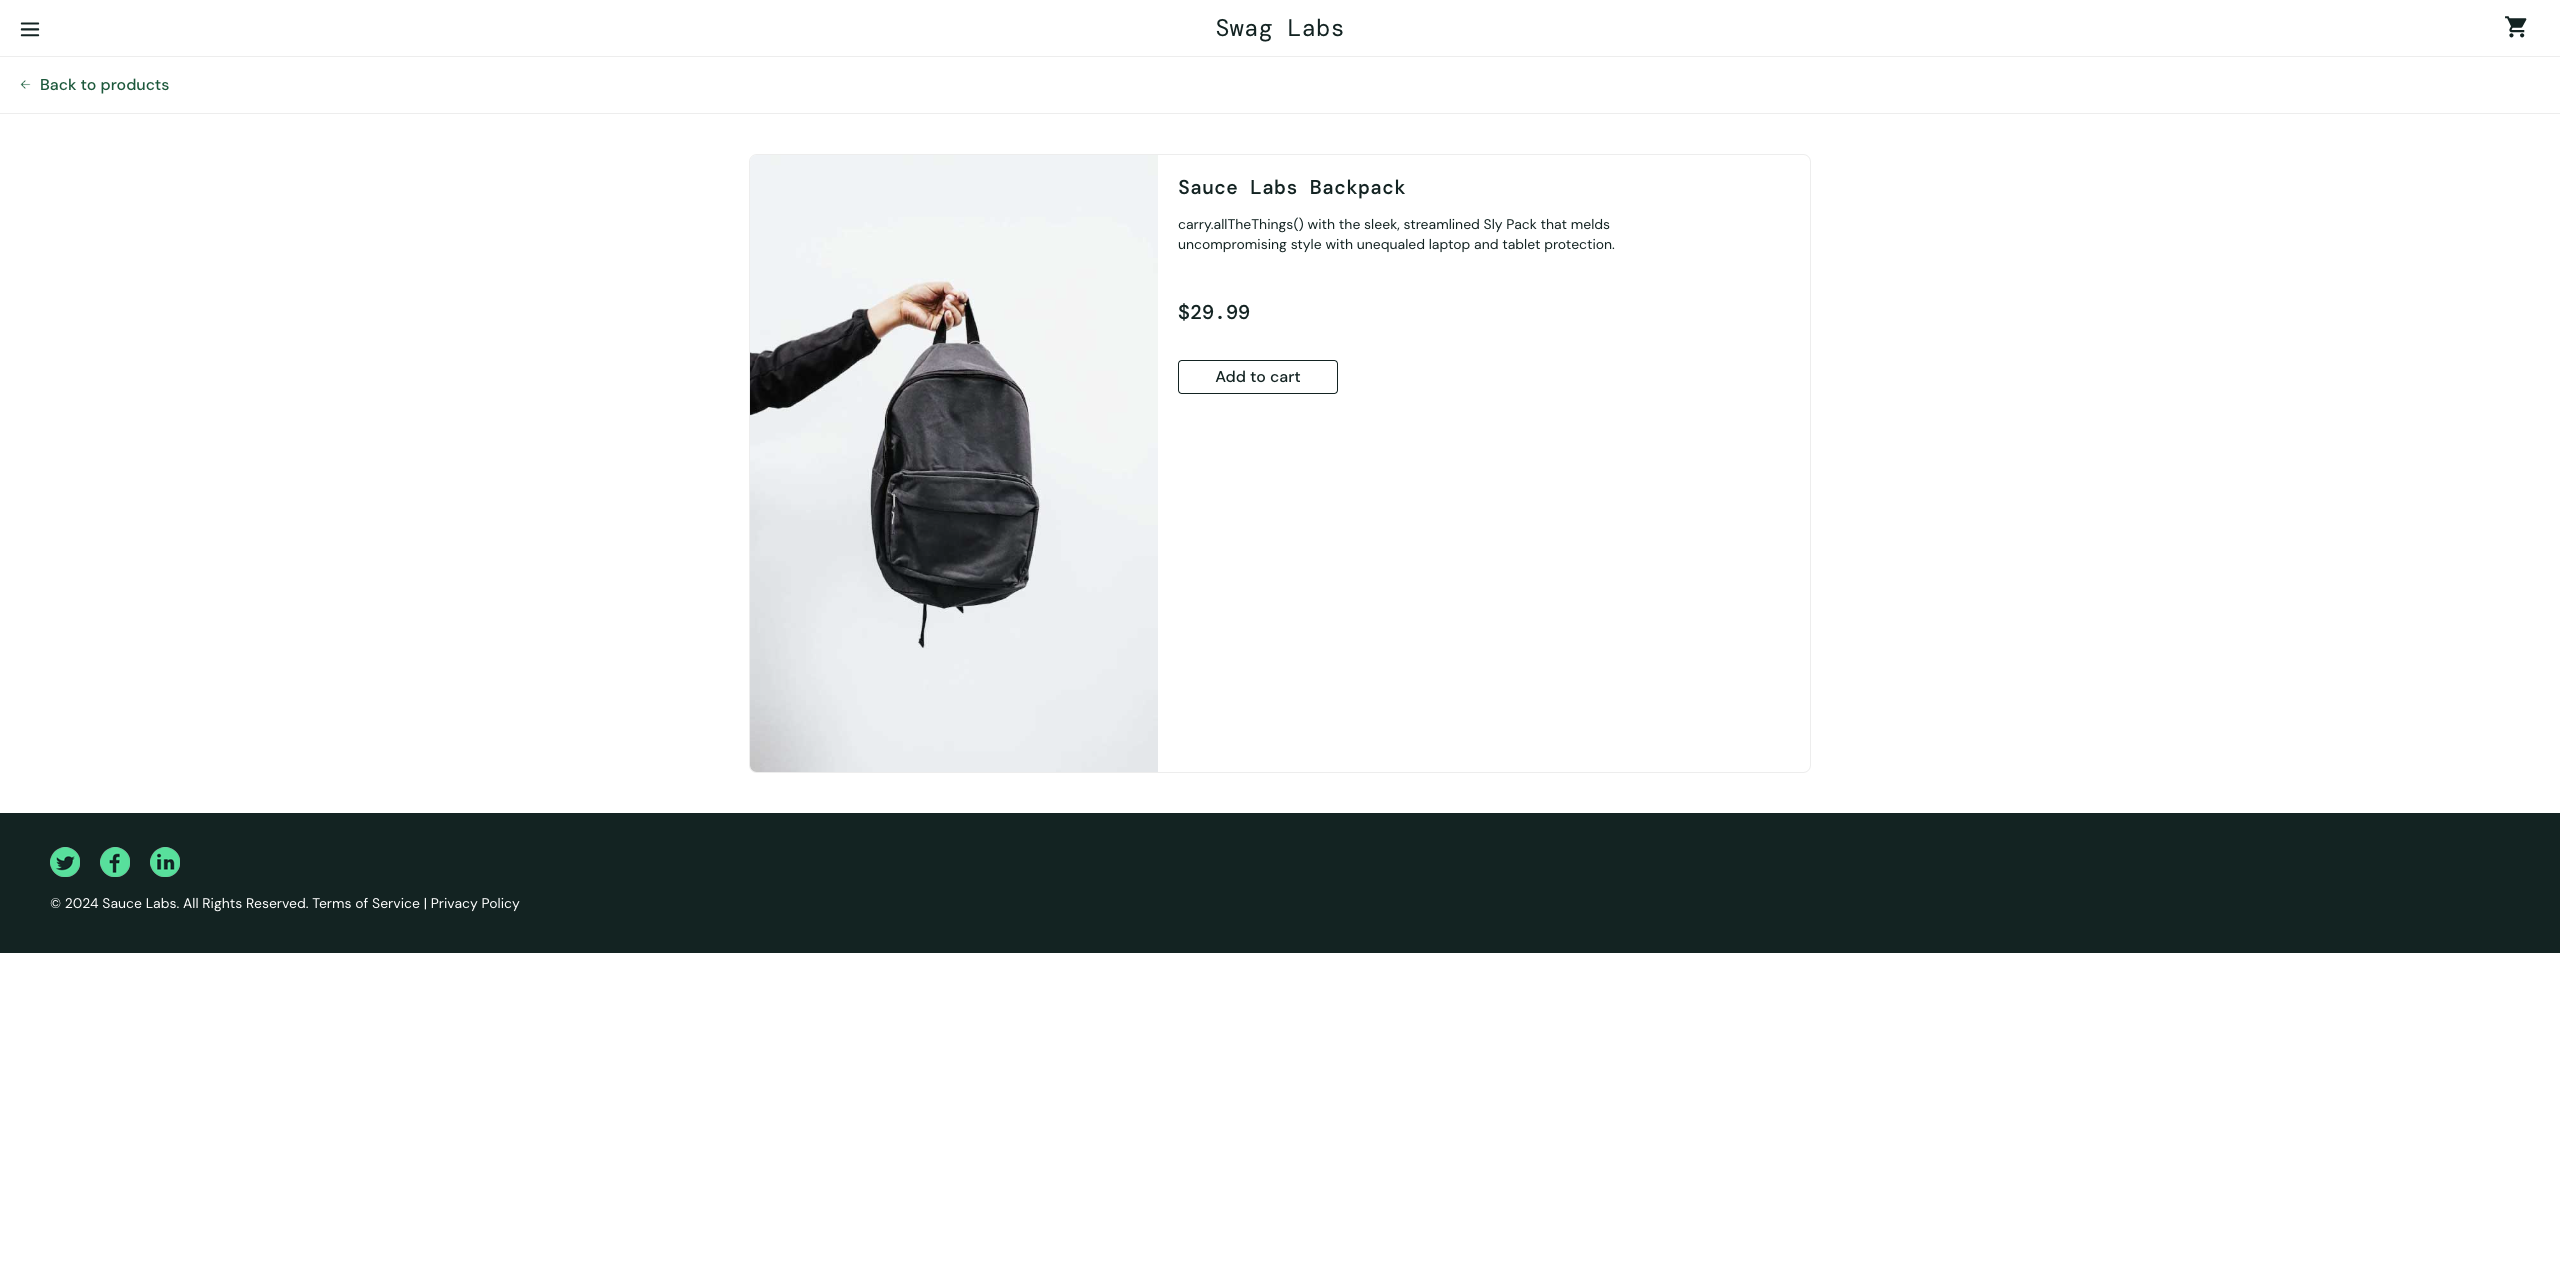 Swag Labs
Back to products
Sauce Labs Backpack
carry.allTheThings() with the sleek, streamlined Sly Pack that melds
uncompromising style with unequaled laptop and tablet protection.
$29.99
Add to cart
© 2024 Sauce Labs. All Rights Reserved. Terms of Service | Privacy Policy